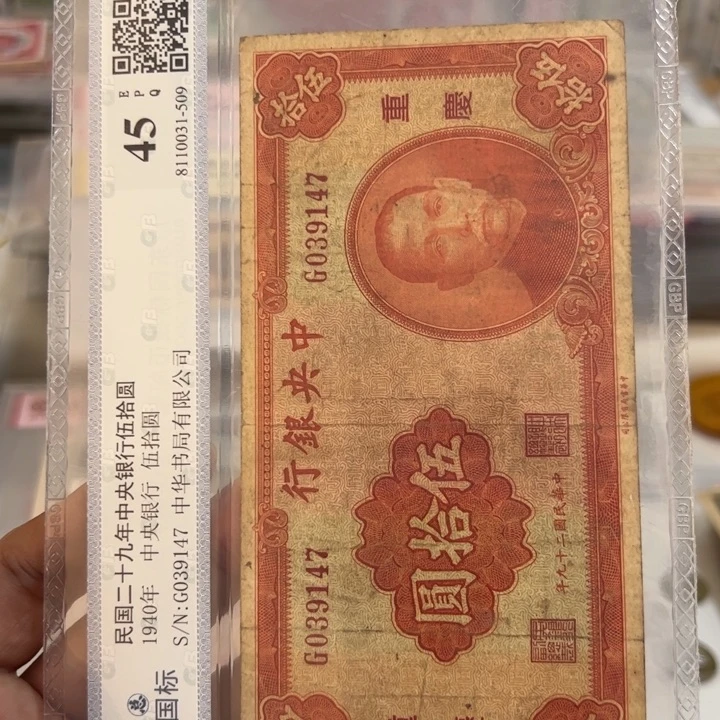 民国二十九年中央银行伍拾圆
1940年 中央银行 伍拾圆
S/N:G039147 中华书局有限公司
国标
45
EPQ
8110031-509
伍拾
伍拾
重慶
G039147
中央銀行
G039147
伍拾圓
中華民國二十九年
GBP
GBP
GBP